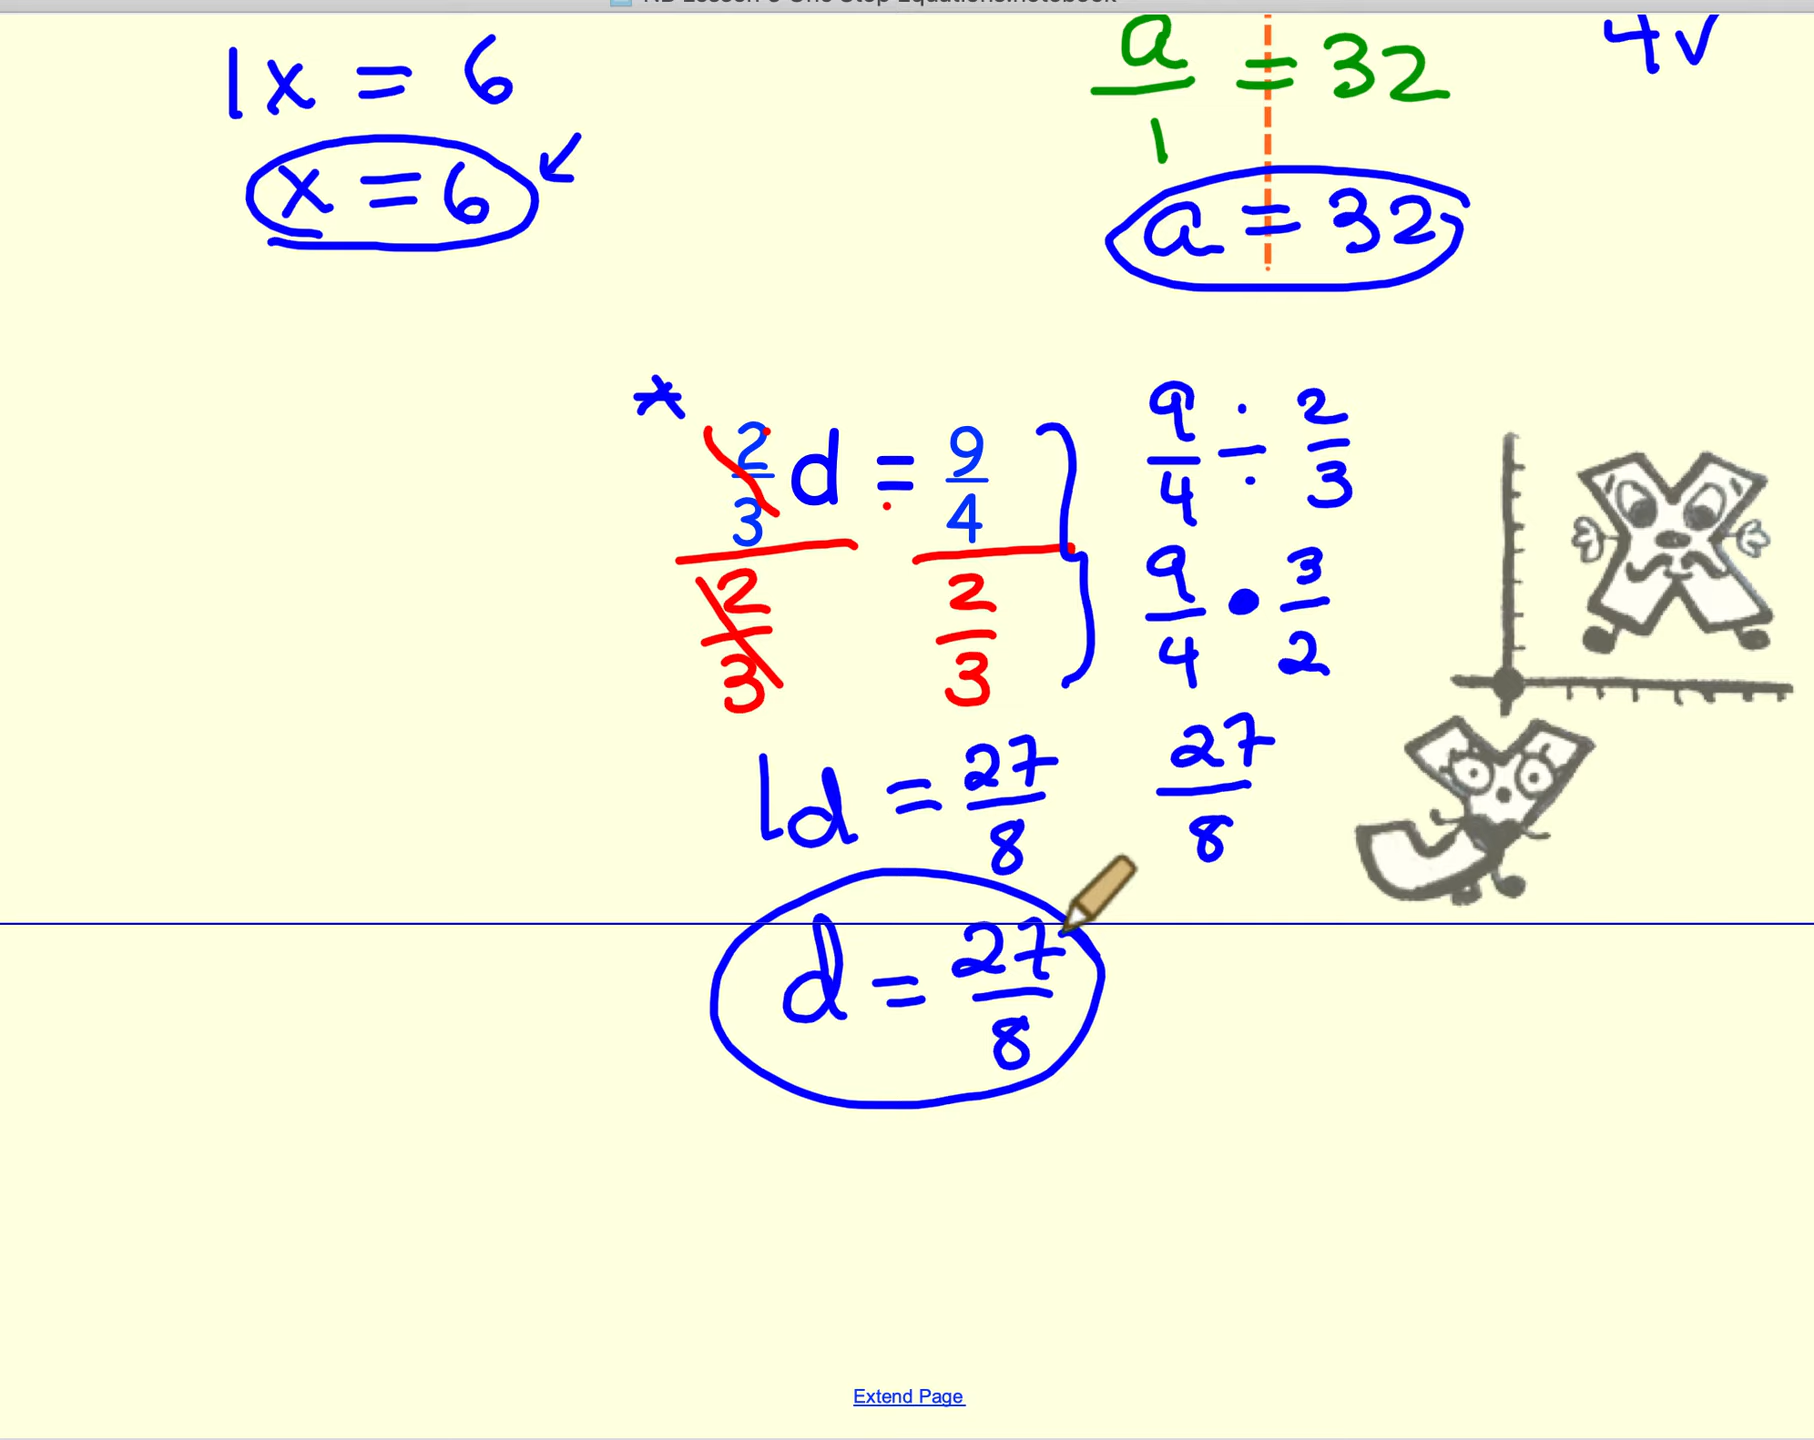 1x = 6
x = 6
a/1 = 32
a = 32
4v
* 2/3 d = 9/4
2/3 2/3
9/4 ÷ 2/3
9/4 • 3/2
1d = 27/8
27/8
d = 27/8
Extend Page